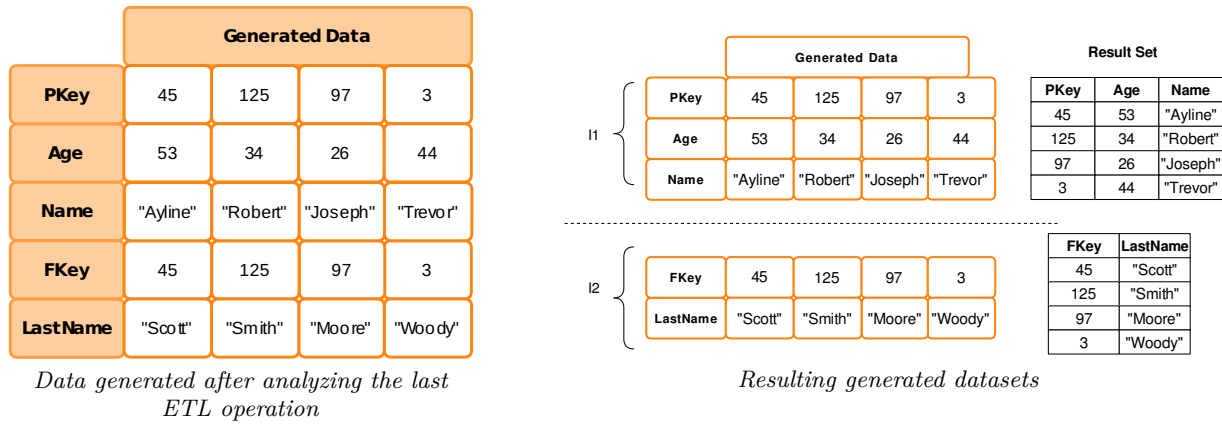 Generated Data
PKey 45 125 97 3
Age 53 34 26 44
Name "Ayline" "Robert" "Joseph" "Trevor"
FKey 45 125 97 3
LastName "Scott" "Smith" "Moore" "Woody"
Data generated after analyzing the last
ETL operation
Generated Data
I1
PKey 45 125 97 3
Age 53 34 26 44
Name "Ayline" "Robert" "Joseph" "Trevor"
Result Set
PKey Age Name
45 53 "Ayline"
125 34 "Robert"
97 26 "Joseph"
3 44 "Trevor"
I2
FKey 45 125 97 3
LastName "Scott" "Smith" "Moore" "Woody"
FKey LastName
45 "Scott"
125 "Smith"
97 "Moore"
3 "Woody"
Resulting generated datasets